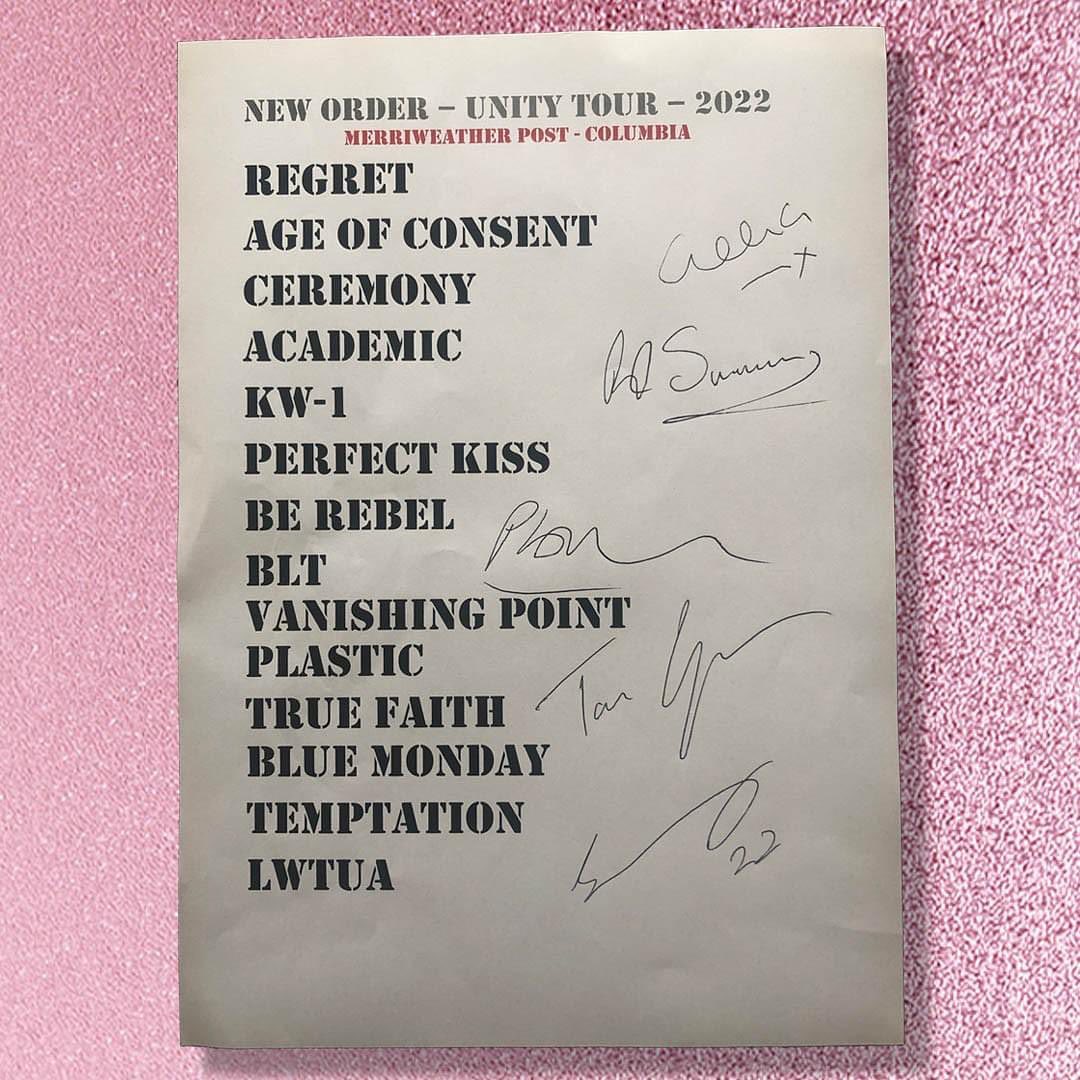 NEW ORDER – UNITY TOUR – 2022
MERRIWEATHER POST - COLUMBIA
REGRET
AGE OF CONSENT
CEREMONY
ACADEMIC
KW-1
PERFECT KISS
BE REBEL
BLT
VANISHING POINT
PLASTIC
TRUE FAITH
BLUE MONDAY
TEMPTATION
22
LWTUA